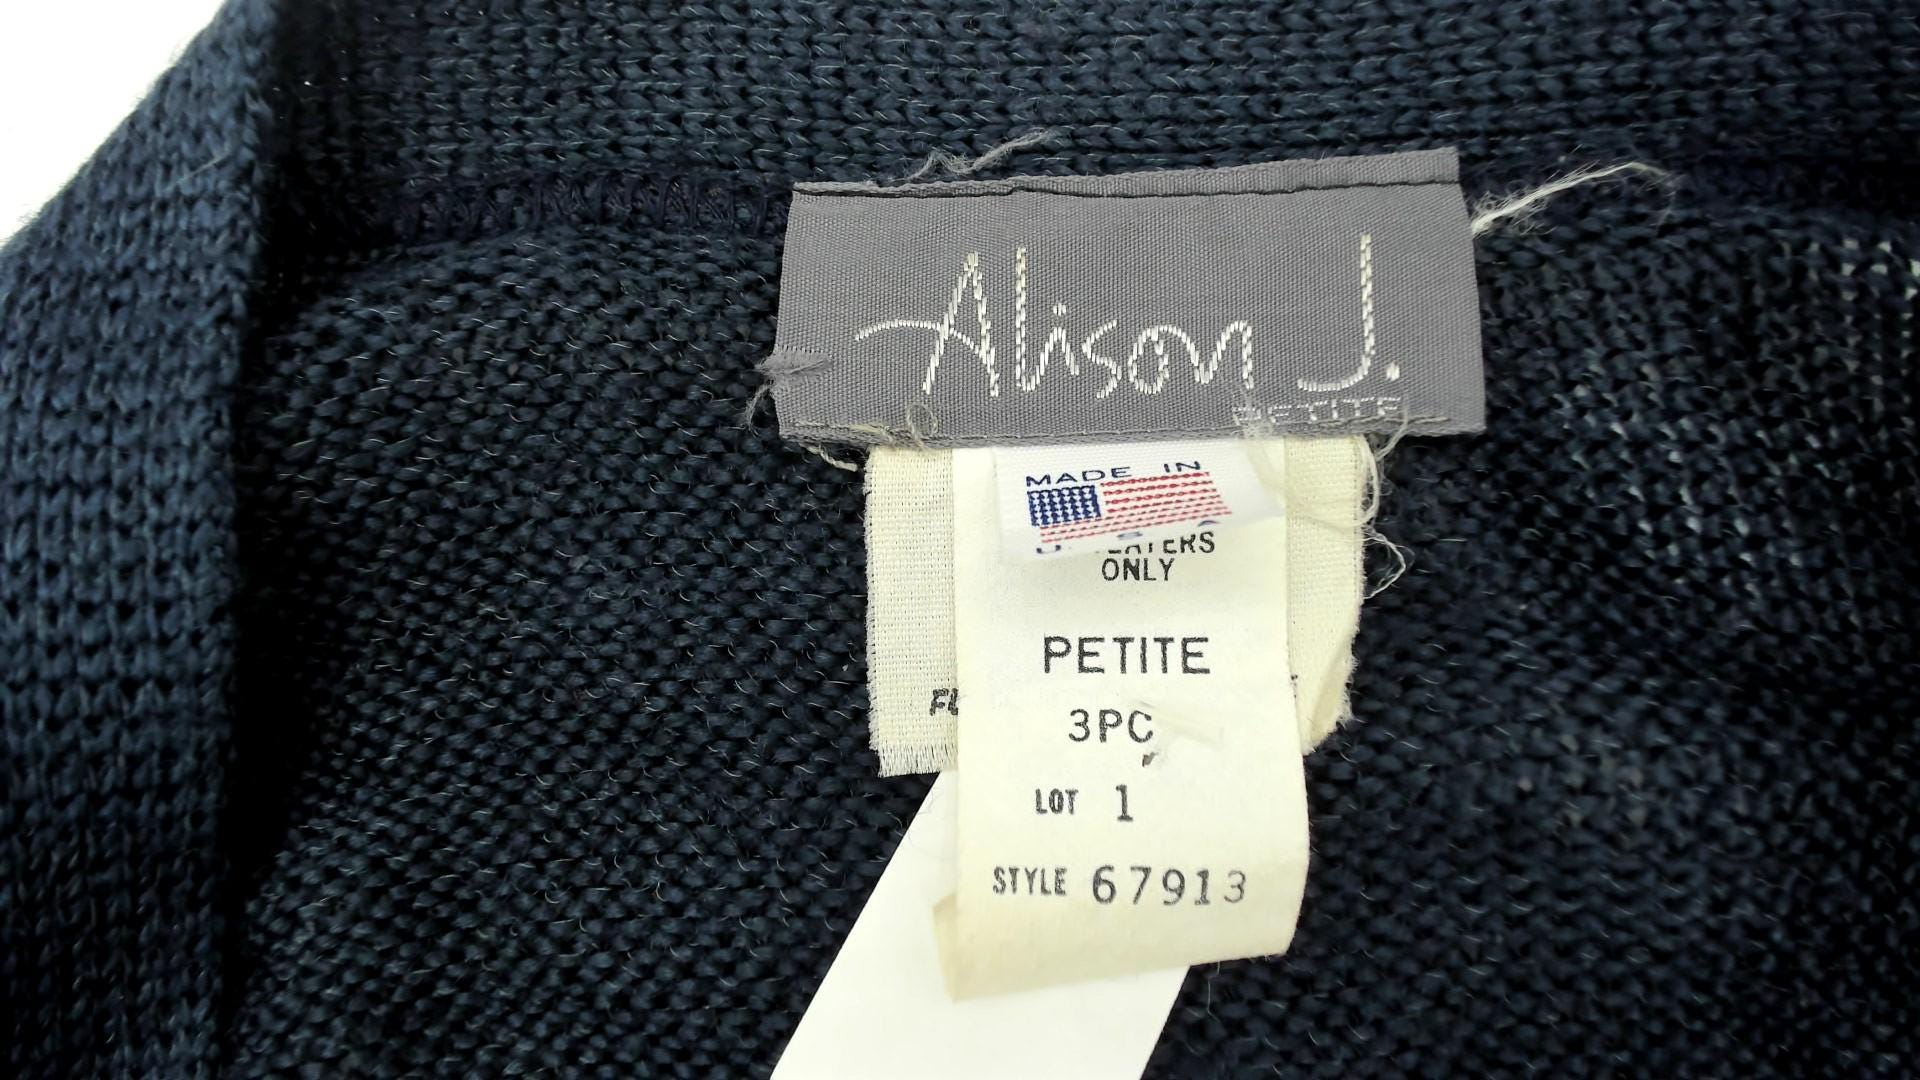 Alison J.
PETITE
MADE IN
U. S. A
ONLY
PETITE
3PC
LOT 1
STYLE 67913